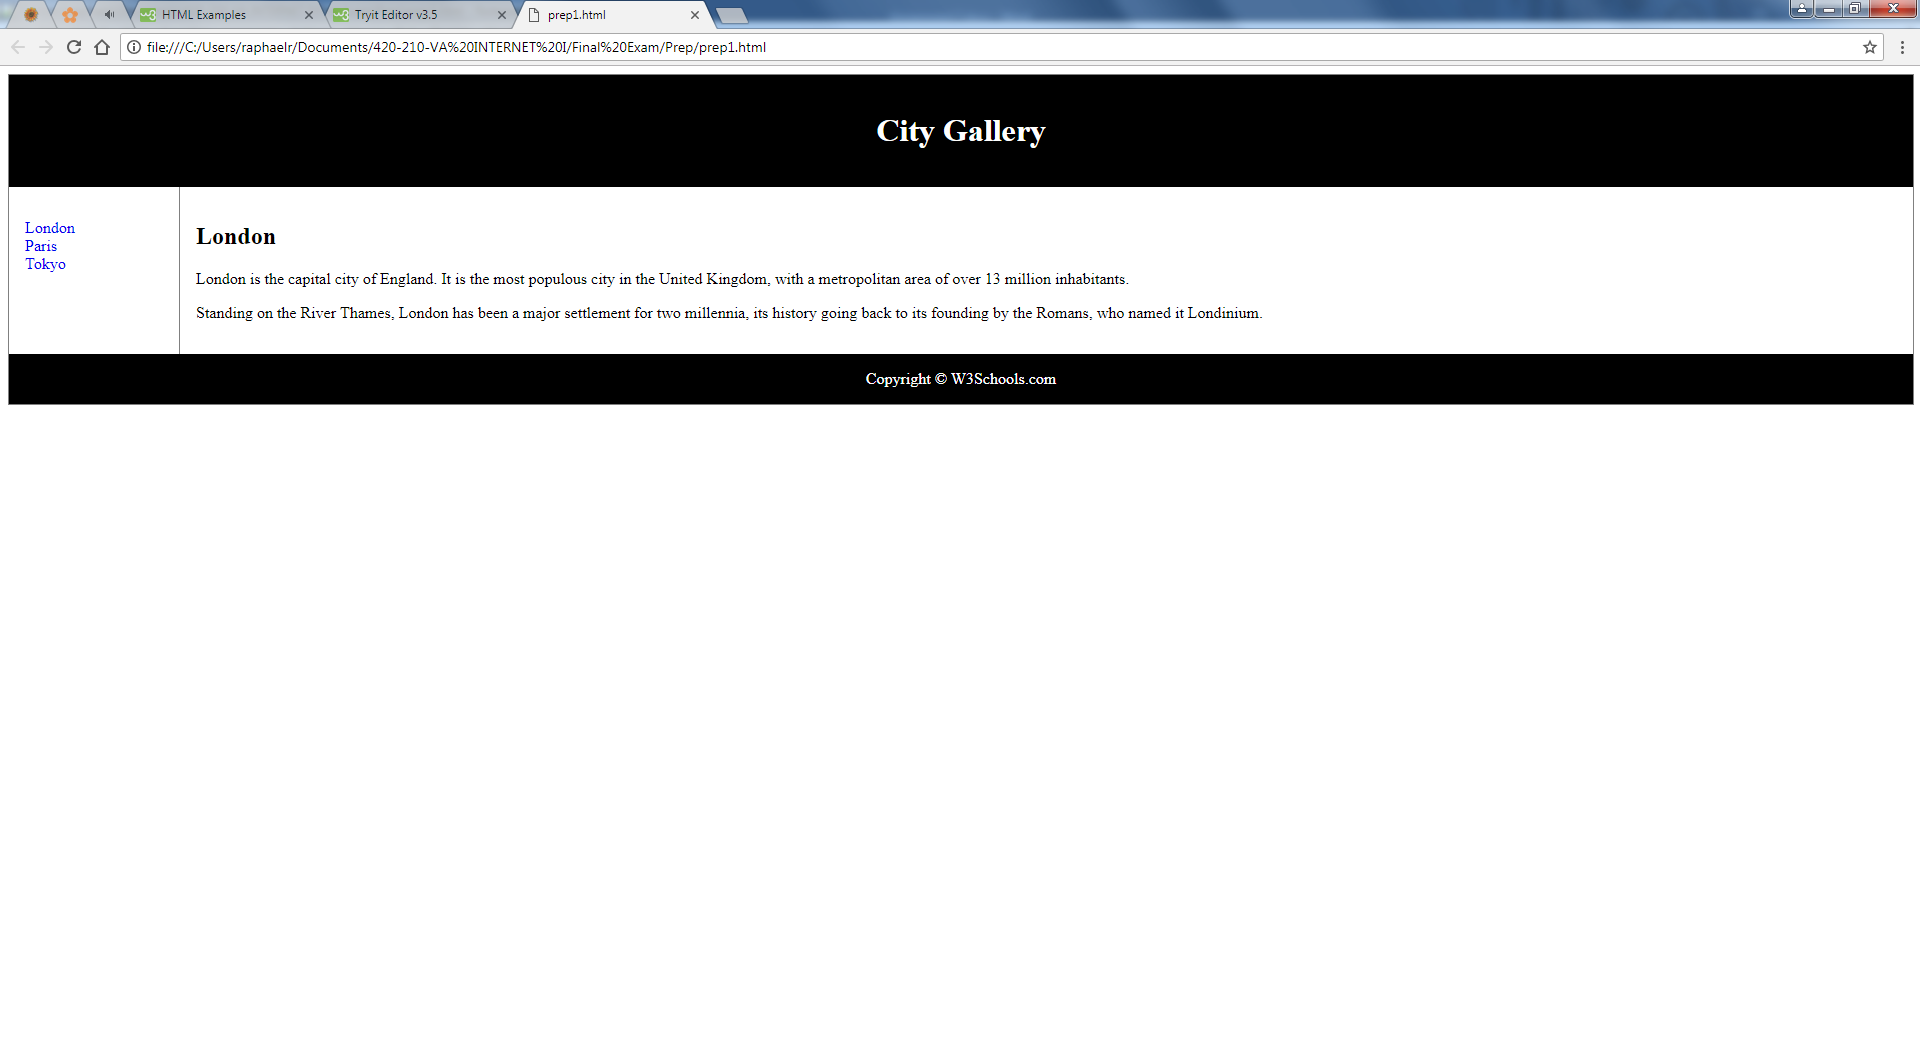 HTML Examples
Tryit Editor v3.5
prep1.html
file:///C:/Users/raphaelr/Documents/420-210-VA%20INTERNET%20I/Final%20Exam/Prep/prep1.html
City Gallery
London
Paris
Tokyo
London
London is the capital city of England. It is the most populous city in the United Kingdom, with a metropolitan area of over 13 million inhabitants.
Standing on the River Thames, London has been a major settlement for two millennia, its history going back to its founding by the Romans, who named it Londinium.
Copyright © W3Schools.com